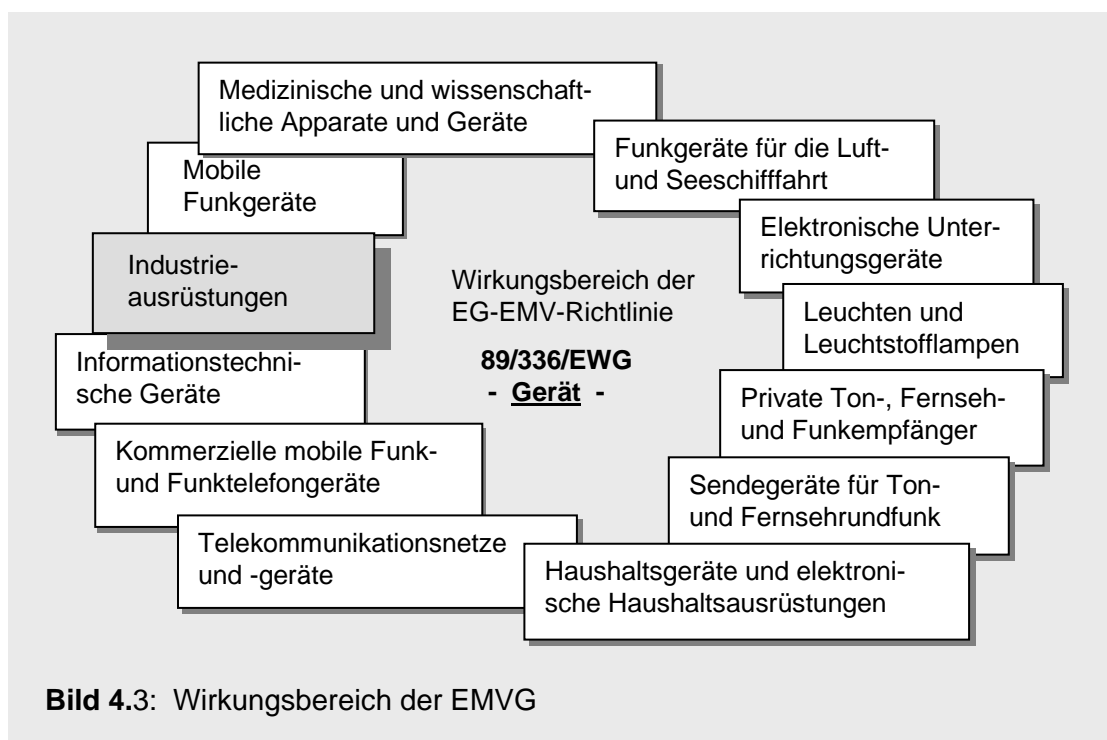 Medizinische und wissenschaft-
liche Apparate und Geräte
Funkgeräte für die Luft-
und Seeschifffahrt
Mobile
Funkgeräte
Elektronische Unter-
richtungsgeräte
Industrie-
ausrüstungen
Wirkungsbereich der
EG-EMV-Richtlinie
89/336/EWG
- Gerät -
Leuchten und
Leuchtstofflampen
Informationstechni-
sche Geräte
Private Ton-, Fernseh-
und Funkempfänger
Kommerzielle mobile Funk-
und Funktelefongeräte
Sendegeräte für Ton-
und Fernsehrundfunk
Telekommunikationsnetze
und -geräte
Haushaltsgeräte und elektroni-
sche Haushaltsausrüstungen
Bild 4.3: Wirkungsbereich der EMVG